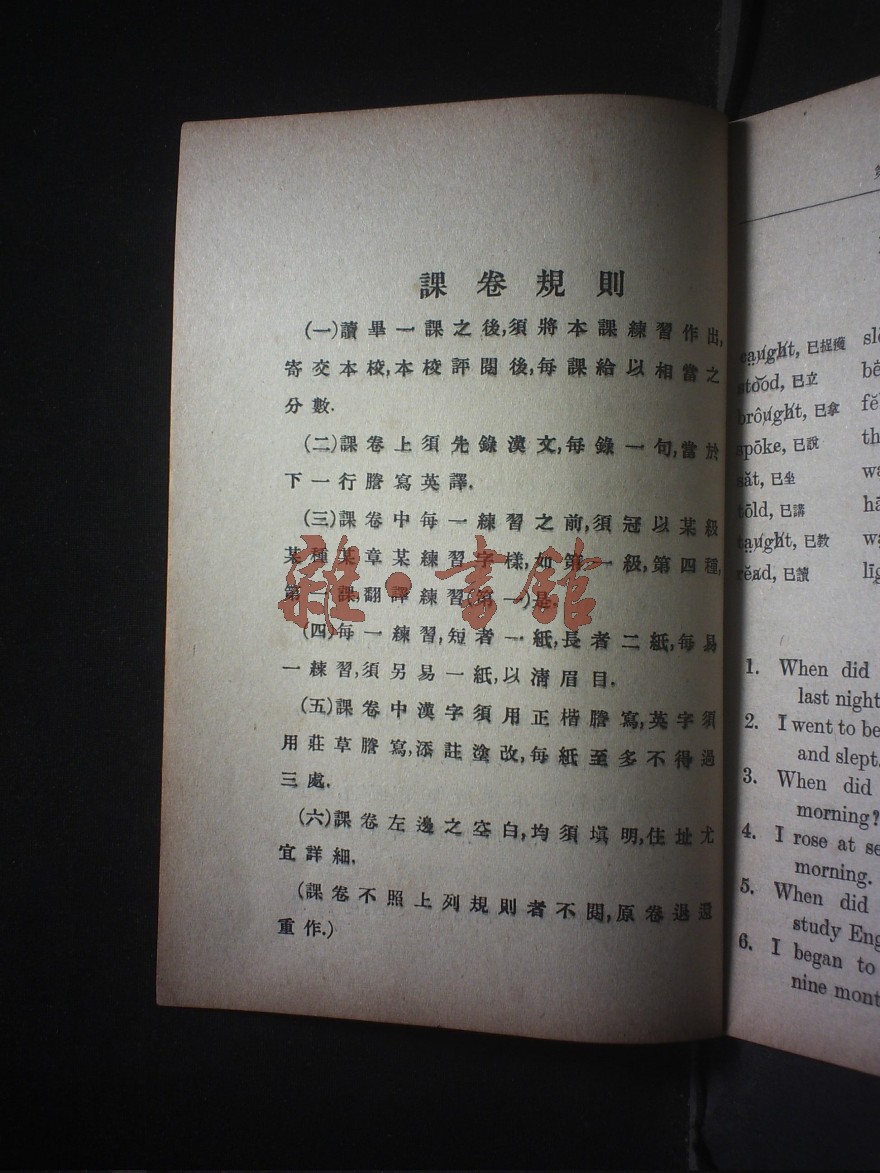 課卷規則
(一)讀畢一課之後,須將本課練習作出,
寄交本校,本校評閱後,每課給以相當之
分數.
(二)課卷上須先錄漢文,每錄一句,當於
下一行謄寫英譯.
(三)課卷中每一練習之前,須冠以某級
某種某章某練習字樣,如第一級,第四種,
第 課,翻譯練習(第一)是.
(四)每一練習,短者一紙,長者二紙,每易
一練習,須另易一紙,以清眉目.
(五)課卷中漢字須用正楷謄寫,英字須
用莊草謄寫,添註塗改,每紙至多不得過
三處.
(六)課卷左邊之空白,均須塡明,住址尤
宜詳細.
(課卷不照上列規則者不閱,原卷退還
重作.)
雜·書館
caught, 已捉獲
stŏod, 已立
brôught, 已拿
spōke, 已說
săt, 已坐
tōld, 已講
taught, 已教
rĕad, 已讀
1. When did
last night
2. I went to be
and slept
3. When did
morning?
4. I rose at se
morning.
5. When did
study Eng
6. I began to
nine mont